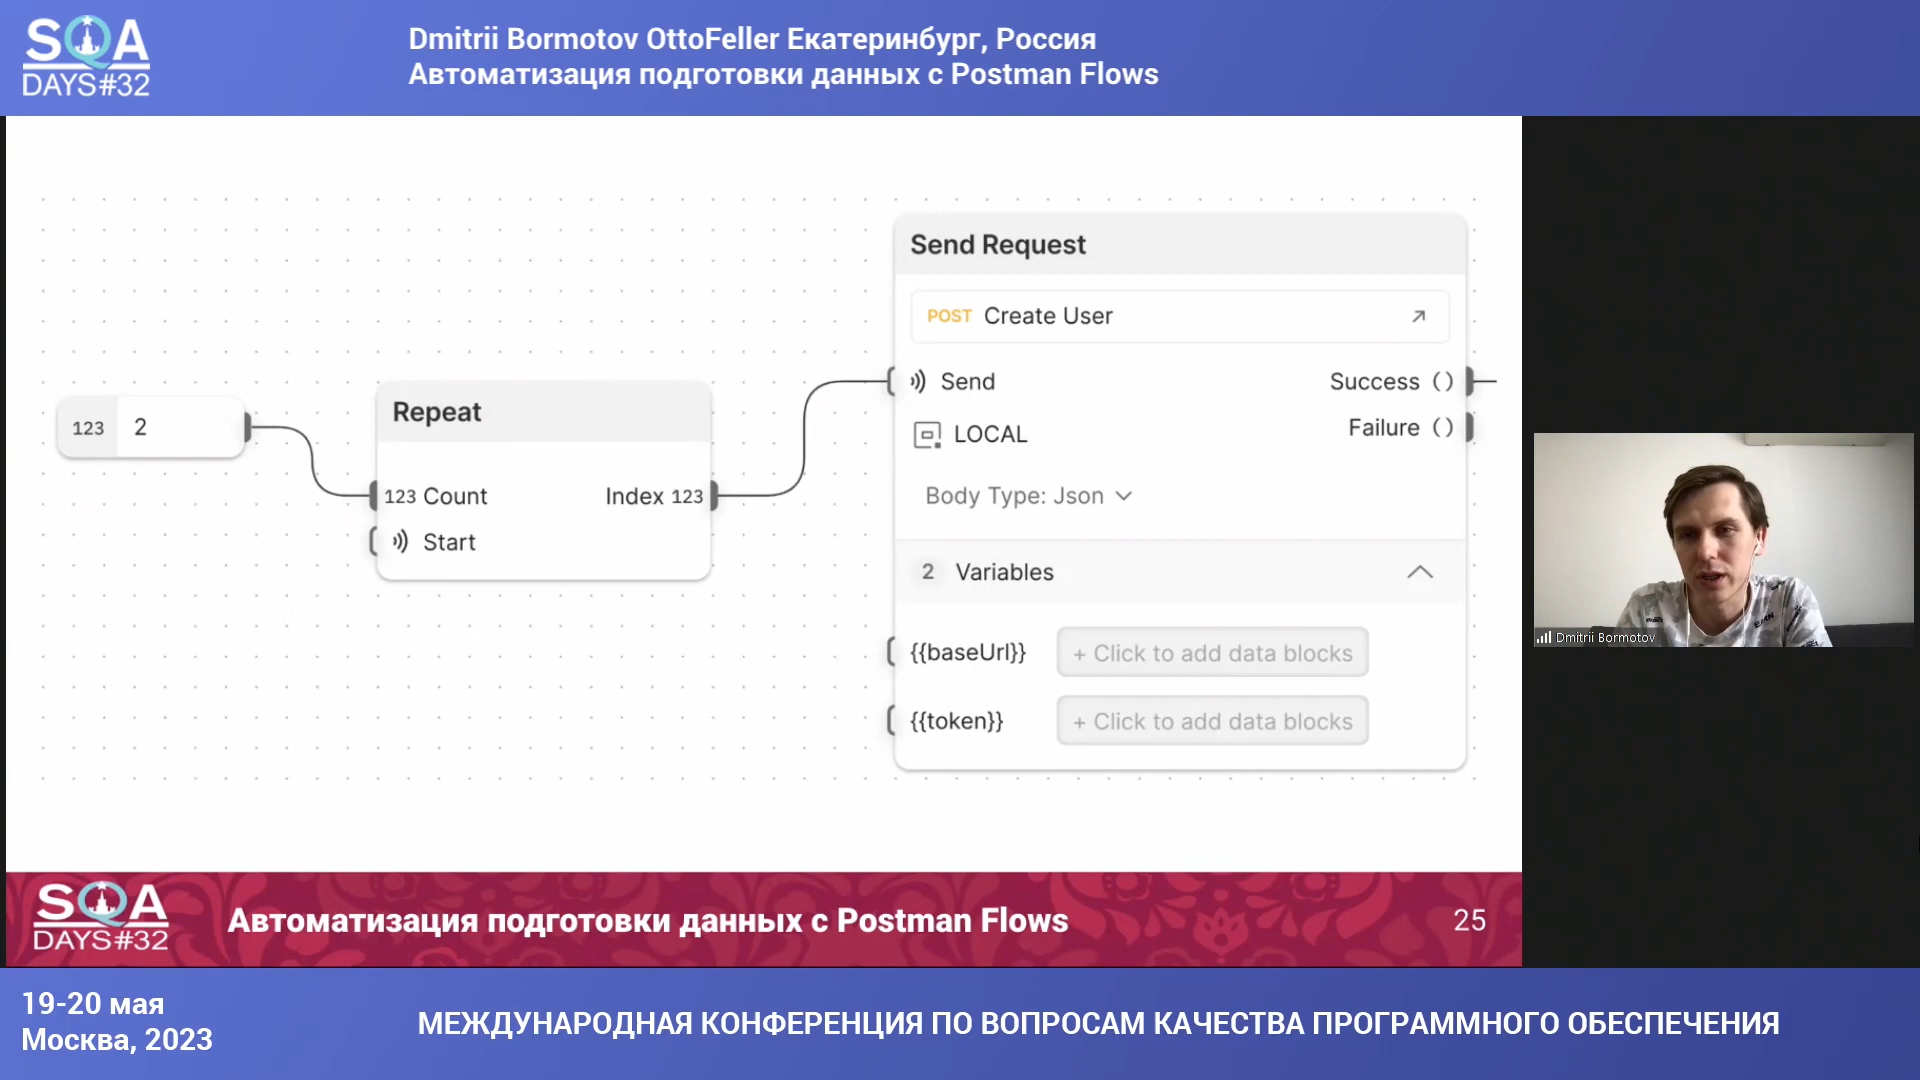 SQA
DAYS#32
Dmitrii Bormotov OttoFeller Екатеринбург, Россия
Автоматизация подготовки данных с Postman Flows
Send Request
POST Create User
Send
Success ()
LOCAL
Failure ()
Body Type: Json
2 Variables
{{baseUrl}} + Click to add data blocks
{{token}} + Click to add data blocks
123 2
Repeat
123 Count
Index 123
Start
Dmitrii Bormotov
SQA
DAYS#32
Автоматизация подготовки данных с Postman Flows
25
19-20 мая
Москва, 2023
МЕЖДУНАРОДНАЯ КОНФЕРЕНЦИЯ ПО ВОПРОСАМ КАЧЕСТВА ПРОГРАММНОГО ОБЕСПЕЧЕНИЯ